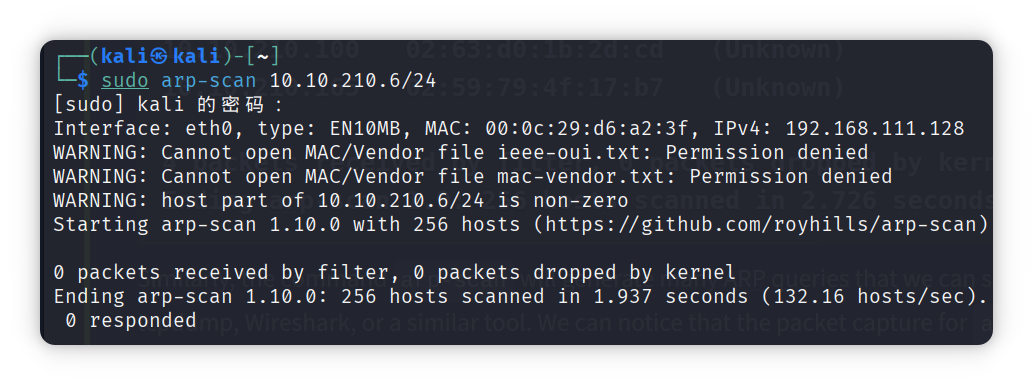 ┌──(kali㉿kali)-[~]
└─$ sudo arp-scan 10.10.210.6/24
[sudo] kali 的密码：
Interface: eth0, type: EN10MB, MAC: 00:0c:29:d6:a2:3f, IPv4: 192.168.111.128
WARNING: Cannot open MAC/Vendor file ieee-oui.txt: Permission denied
WARNING: Cannot open MAC/Vendor file mac-vendor.txt: Permission denied
WARNING: host part of 10.10.210.6/24 is non-zero
Starting arp-scan 1.10.0 with 256 hosts (https://github.com/royhills/arp-scan)
0 packets received by filter, 0 packets dropped by kernel
Ending arp-scan 1.10.0: 256 hosts scanned in 1.937 seconds (132.16 hosts/sec).
 0 responded